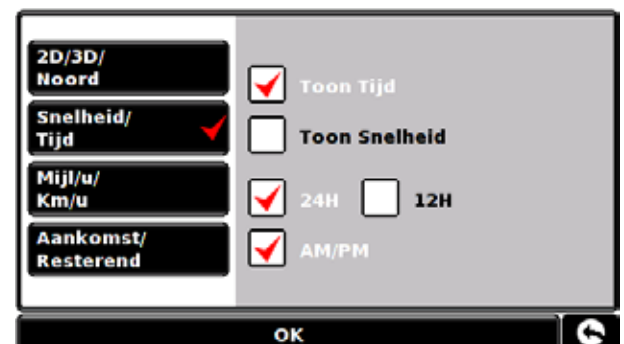 2D/3D/
Noord
Snelheid/
Tijd
Mijl/u/
Km/u
Aankomst/
Resterend
Toon Tijd
Toon Snelheid
24H 12H
AM/PM
OK